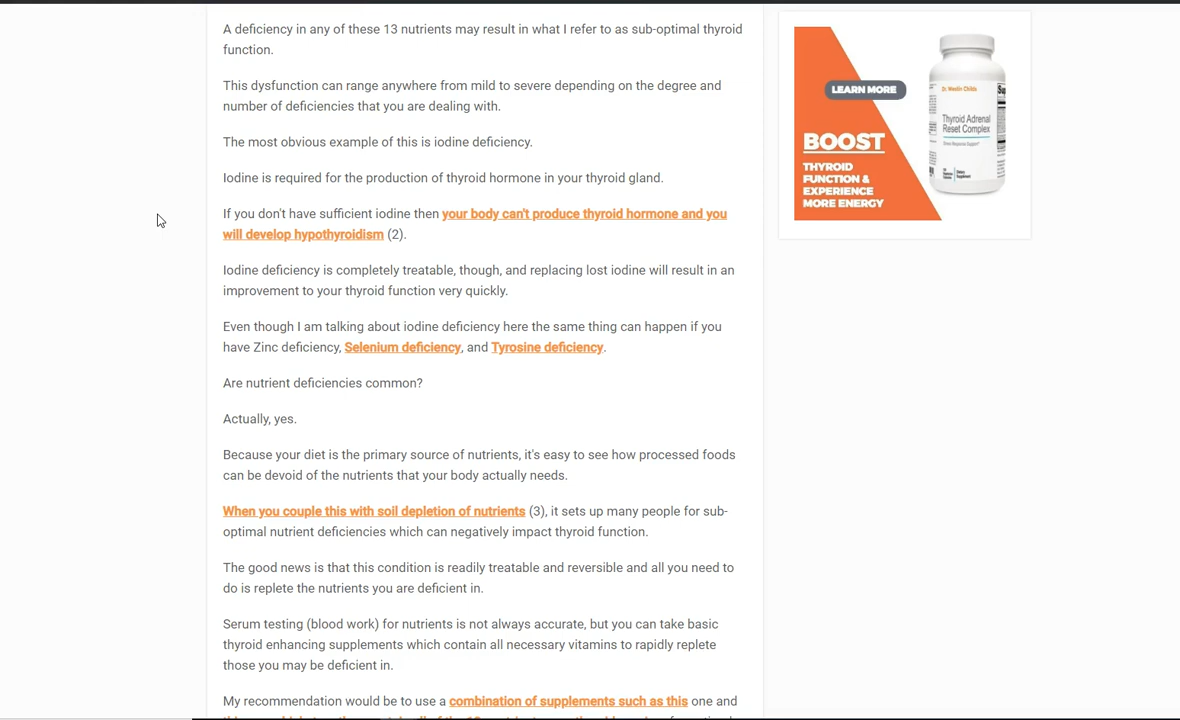 A deficiency in any of these 13 nutrients may result in what I refer to as sub-optimal thyroid
function.
This dysfunction can range anywhere from mild to severe depending on the degree and
number of deficiencies that you are dealing with.
The most obvious example of this is iodine deficiency.
Iodine is required for the production of thyroid hormone in your thyroid gland.
If you don't have sufficient iodine then your body can't produce thyroid hormone and you
will develop hypothyroidism (2).
Iodine deficiency is completely treatable, though, and replacing lost iodine will result in an
improvement to your thyroid function very quickly.
Even though I am talking about iodine deficiency here the same thing can happen if you
have Zinc deficiency, Selenium deficiency, and Tyrosine deficiency.
Are nutrient deficiencies common?
Actually, yes.
Because your diet is the primary source of nutrients, it's easy to see how processed foods
can be devoid of the nutrients that your body actually needs.
When you couple this with soil depletion of nutrients (3), it sets up many people for sub-
optimal nutrient deficiencies which can negatively impact thyroid function.
The good news is that this condition is readily treatable and reversible and all you need to
do is replete the nutrients you are deficient in.
Serum testing (blood work) for nutrients is not always accurate, but you can take basic
thyroid enhancing supplements which contain all necessary vitamins to rapidly replete
those you may be deficient in.
My recommendation would be to use a combination of supplements such as this one and
LEARN MORE
BOOST
THYROID
FUNCTION &
EXPERIENCE
MORE ENERGY
Dr. Westin Childs
Thyroid Adrenal
Reset Complex